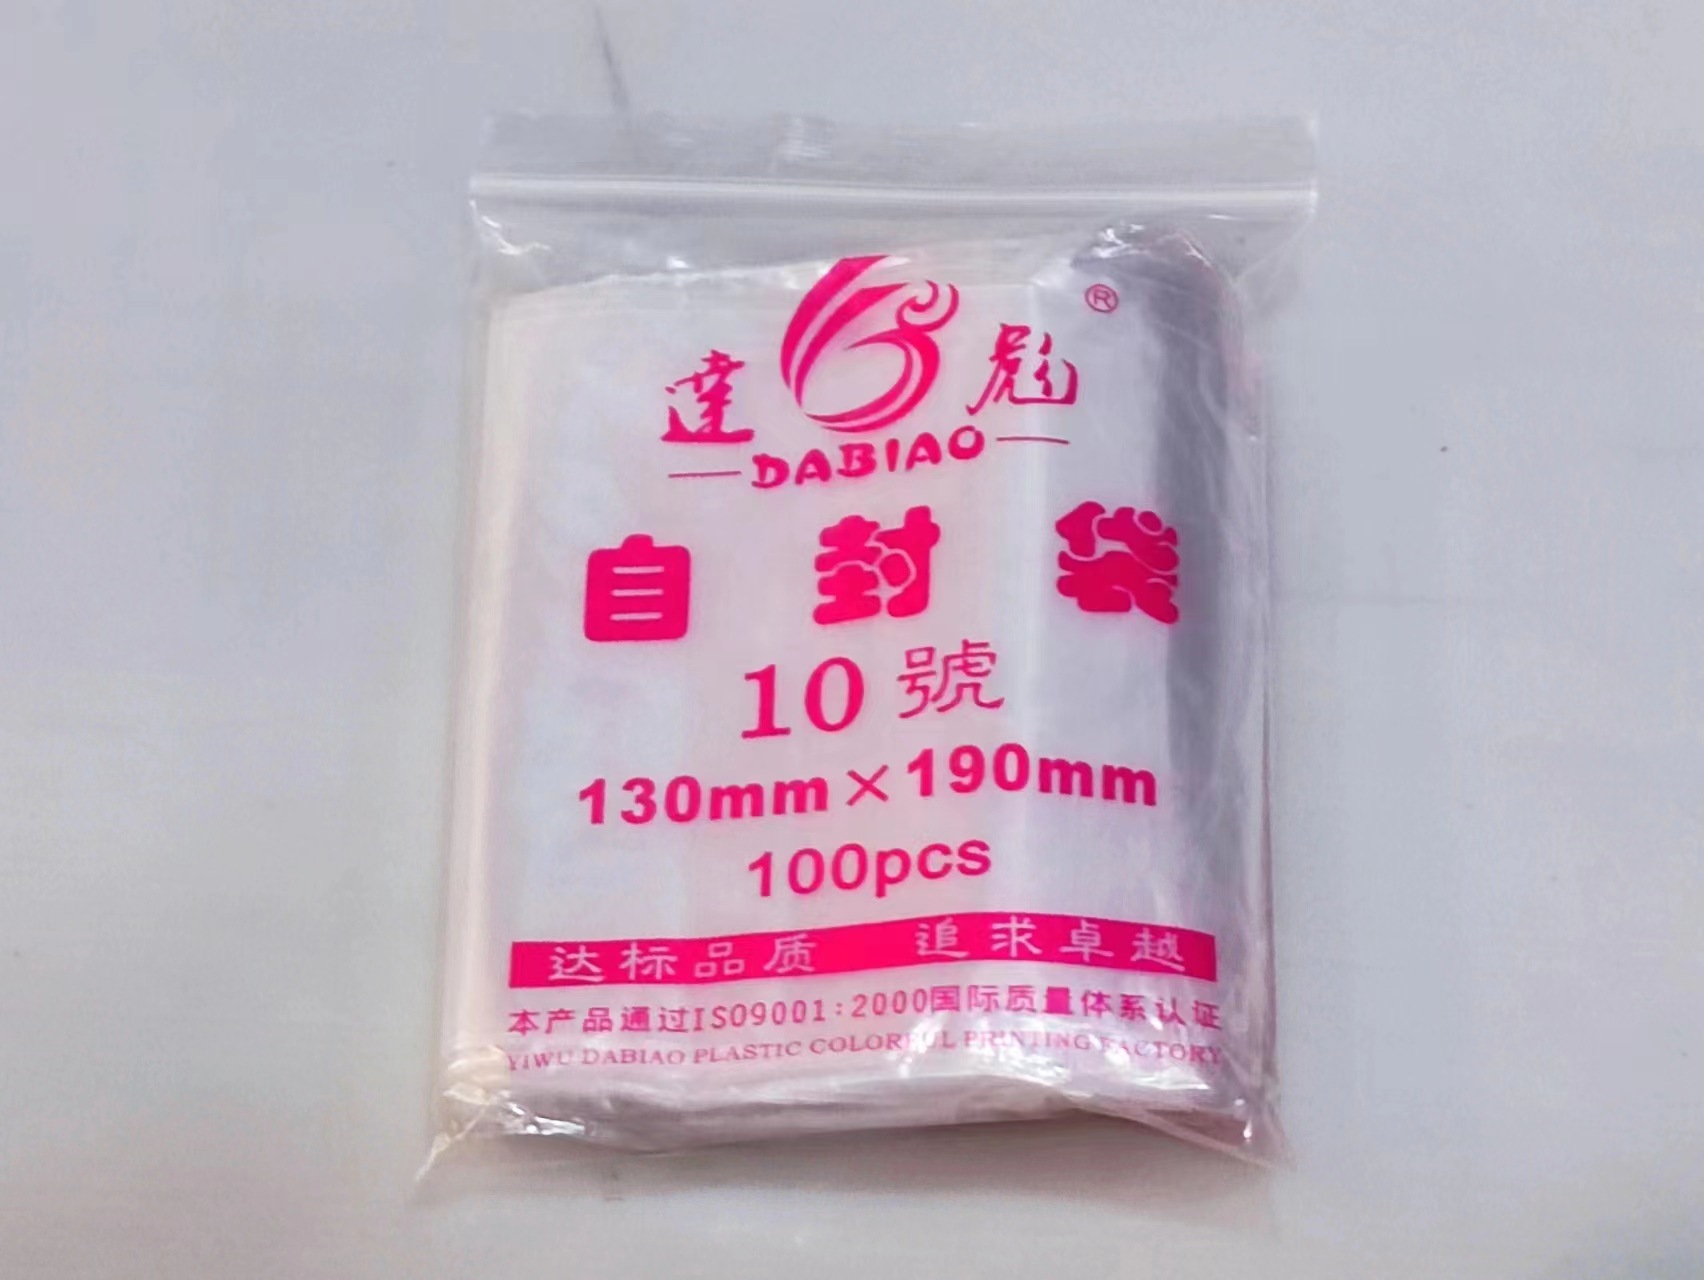 達 彪 ®
DABIAO
自封袋
10號
130mm×190mm
100pcs
达标品质 追求卓越
本产品通过ISO9001:2000国际质量体系认证
YIWU DABIAO PLASTIC COLORFUL PRINTING FACTORY